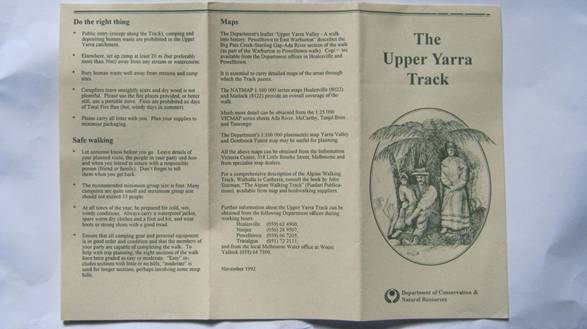 Do the right thing
* Public entry (except along the Track), camping and
depositing human waste are prohibited in the Upper
Yarra catchment.
* Elsewhere, set up camp at least 20 m (but preferably
more than 30m) away from any stream or watercourse.
* Bury human waste well away from streams and camp
sites.
* Campfires leave unsightly scars and dry wood is not
plentiful. Please use the fire places provided, or better
still, use a portable stove. Fires are prohibited on days
of Total Fire Ban (hot, windy days in summer).
* Please carry all litter with you. Plan your supplies to
minimise packaging.
Safe walking
* Let someone know before you go. Leave details of
your planned visits, the people in your party and how
and when you intend to return with a responsible
person (friend or family). Don't forget to tell
them when you get back.
* The recommended minimum group size is four. Many
campsites are quite small and maximum group size
should not exceed 15 people.
* At all times of the year, be prepared for cold, wet,
windy conditions. Always carry a waterproof jacket,
spare warm dry clothes and a first aid kit, and wear
boots or strong shoes with a good tread.
* Ensure that all camping gear and personal equipment is
in good order and condition and that the members of
your party are capable of completing the walk. To
help with trip planning, the eight sections of the walk
have been graded as easy or moderate. "Easy" in-
cludes sections with little or no hills; "moderate" is
used for longer sections, perhaps involving some steep
hills.
Maps
The Department's leaflet "Upper Yarra Valley - A walk
into history: Powelltown to East Warburton" describes the
Big Pats Creek-Starling Gap-Ada River section of the walk
(as part of the Warburton to Powelltown walk). Copies are
available from the Department offices in Healesville and
Powelltown.
It is essential to carry detailed maps of the areas through
which the Track passes.
The NATMAP 1:100 000 series maps Healesville (8022)
and Matlock (8122) provide an overall coverage of the
walk.
Much more detail can be obtained from the 1:25 000
VICMAP series sheets Ada River, McCarthy, Tanjil Bren
and Toorongo.
The Department's 1:100 000 planimetric map Yarra Valley
and Gembrook Forest map may be useful for planning.
All the above maps can be obtained from the Information
Victoria Centre, 318 Little Bourke Street, Melbourne and
from specialist map dealers.
For a comprehensive description of the Alpine Walking
Track, Walhalla to Canberra, consult the book by John
Siseman, "The Alpine Walking Track" (Pindari Publica-
tions), available from map and bushwalking suppliers.
Further information about the Upper Yarra Track can be
obtained from the following Department offices during
working hours:
Healesville (059) 62 4900,
Neerim (056) 28
Powelltown (059) 66 7203,
Traralgon (051) 72 2111,
and from the local Melbourne Water office at Woori
Yallock (059) 64 7100.
November 1992
The
Upper Yarra
Track
Department of Conservation &
Natural Resources